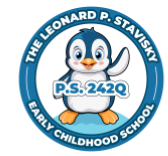 THE LEONARD P. STAVISKY
P.S. 242Q
EARLY CHILDHOOD SCHOOL